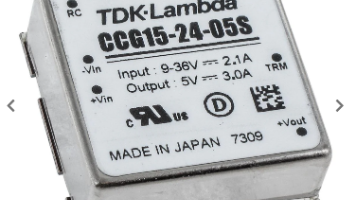 TDK-Lambda
RC
CCG15-24-05S
-Vin
Input : 9-36V ⎓ 2.1A
+Vin
Output : 5V ⎓ 3.0A
TRM
c RU us
D
+Vout
MADE IN JAPAN 7309